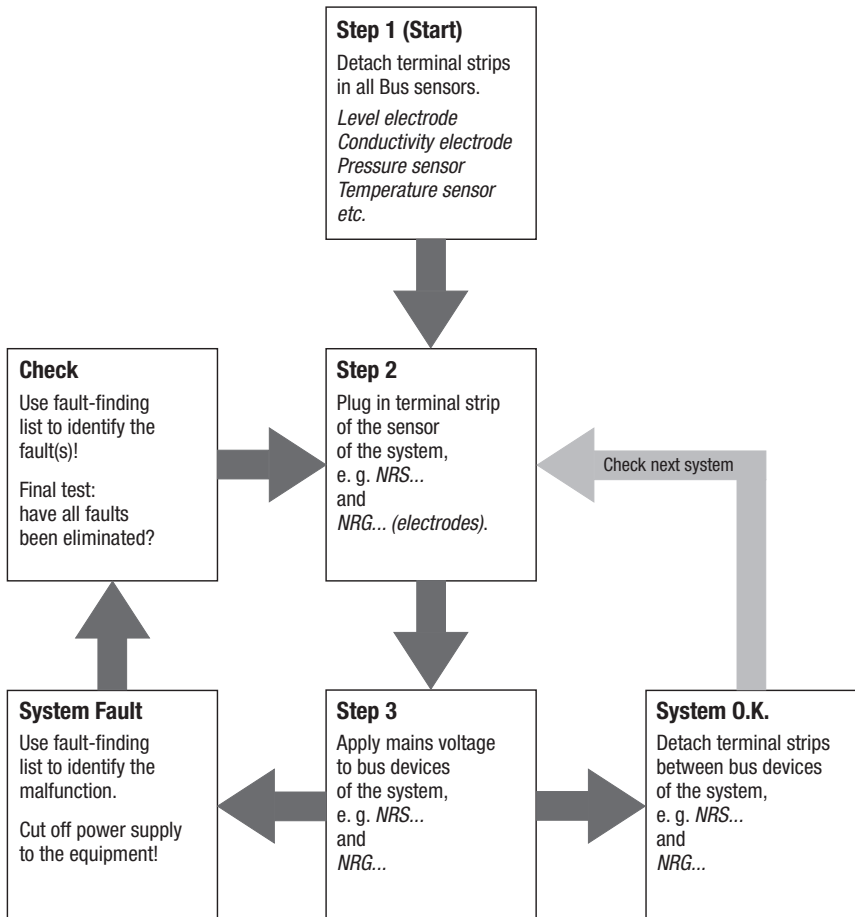 Step 1 (Start)
Detach terminal strips
in all Bus sensors.
Level electrode
Conductivity electrode
Pressure sensor
Temperature sensor
etc.
Check
Use fault-finding
list to identify the
fault(s)!
Final test:
have all faults
been eliminated?
Step 2
Plug in terminal strip
of the sensor
of the system,
e. g. NRS...
and
NRG... (electrodes).
Check next system
System Fault
Use fault-finding
list to identify the
malfunction.
Cut off power supply
to the equipment!
Step 3
Apply mains voltage
to bus devices
of the system,
e. g. NRS...
and
NRG...
System O.K.
Detach terminal strips
between bus devices
of the system,
e. g. NRS...
and
NRG...